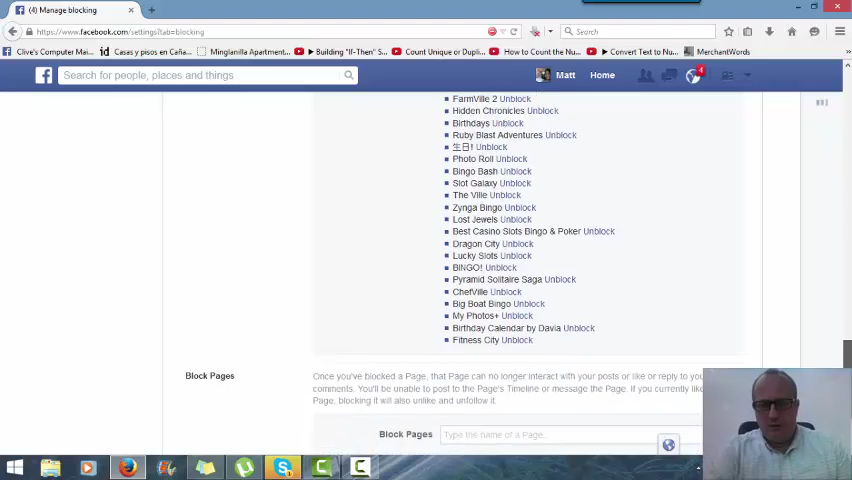 (4) Manage blocking
https://www.facebook.com/settings?tab=blocking
Search
Clive's Computer Mai... Casas y pisos en Caña... Minglanilla Apartment... ► Building "If-Then" S... Count Unique or Dupli... How to Count the Nu... ► Convert Text to Nu... MerchantWords
Search for people, places and things
Matt Home
4
FarmVille 2 Unblock
Hidden Chronicles Unblock
Birthdays Unblock
Ruby Blast Adventures Unblock
生日! Unblock
Photo Roll Unblock
Bingo Bash Unblock
Slot Galaxy Unblock
The Ville Unblock
Zynga Bingo Unblock
Lost Jewels Unblock
Best Casino Slots Bingo & Poker Unblock
Dragon City Unblock
Lucky Slots Unblock
BINGO! Unblock
Pyramid Solitaire Saga Unblock
ChefVille Unblock
Big Boat Bingo Unblock
My Photos+ Unblock
Birthday Calendar by Davia Unblock
Fitness City Unblock
Block Pages
Once you've blocked a Page, that Page can no longer interact with your posts or like or reply to you
comments. You'll be unable to post to the Page's Timeline or message the Page. If you currently lik
Page, blocking it will also unlike and unfollow it.
Block Pages
Type the name of a Page...